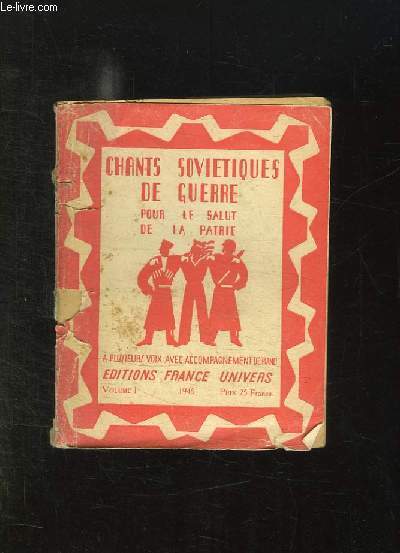 Le-livre.com
CHANTS SOVIETIQUES
DE GUERRE
POUR LE SALUT
DE LA PATRIE
A PLUSIEURS VOIX AVEC ACCOMPAGNEMENT DE PIANO
EDITIONS FRANCE UNIVERS
VOLUME I 1945 PRIX 25 FRANCS